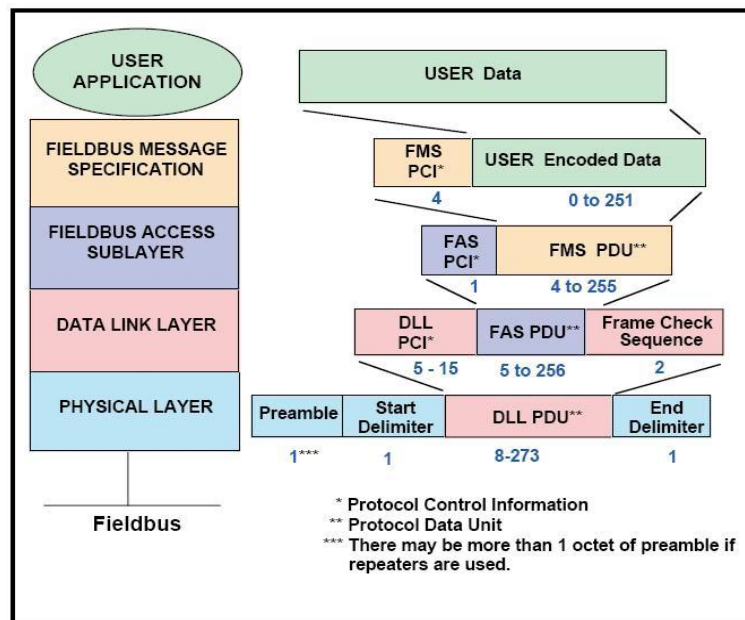 USER
APPLICATION
USER Data
FIELDBUS MESSAGE
SPECIFICATION
FMS
PCI*
USER Encoded Data
4
0 to 251
FIELDBUS ACCESS
SUBLAYER
FAS
PCI*
FMS PDU**
1
4 to 255
DATA LINK LAYER
DLL
PCI*
FAS PDU**
Frame Check
Sequence
5 - 15
5 to 256
2
PHYSICAL LAYER
Preamble
Start
Delimiter
DLL PDU**
End
Delimiter
1***
1
8-273
1
Fieldbus
* Protocol Control Information
** Protocol Data Unit
*** There may be more than 1 octet of preamble if
repeaters are used.